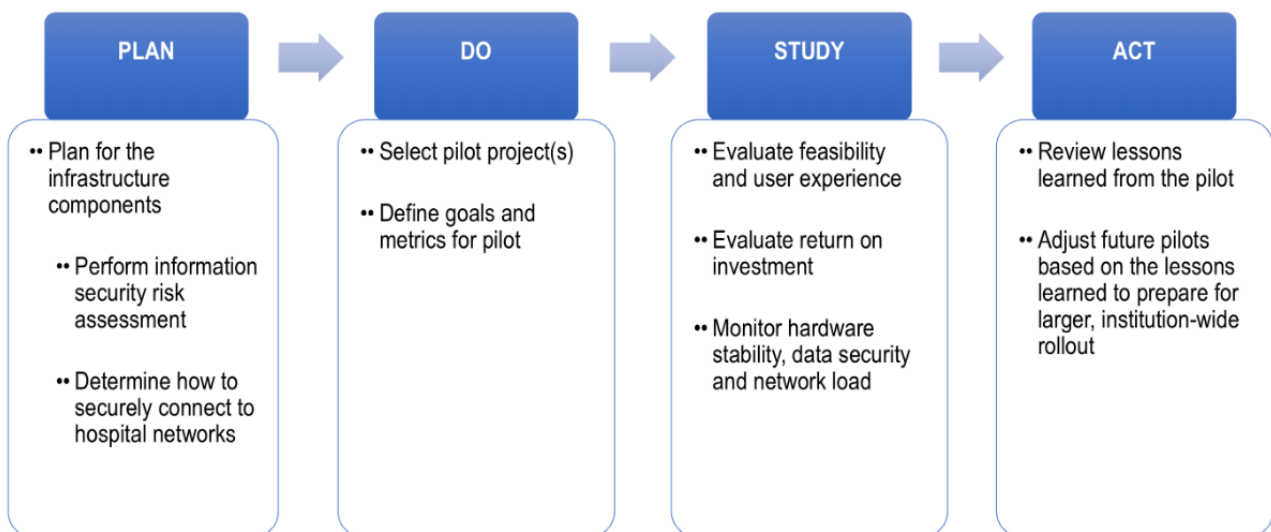 PLAN
•• Plan for the
infrastructure
components
•• Perform information
security risk
assessment
•• Determine how to
securely connect to
hospital networks
DO
•• Select pilot project(s)
•• Define goals and
metrics for pilot
STUDY
•• Evaluate feasibility
and user experience
•• Evaluate return on
investment
•• Monitor hardware
stability, data security
and network load
ACT
•• Review lessons
learned from the pilot
•• Adjust future pilots
based on the lessons
learned to prepare for
larger, institution-wide
rollout